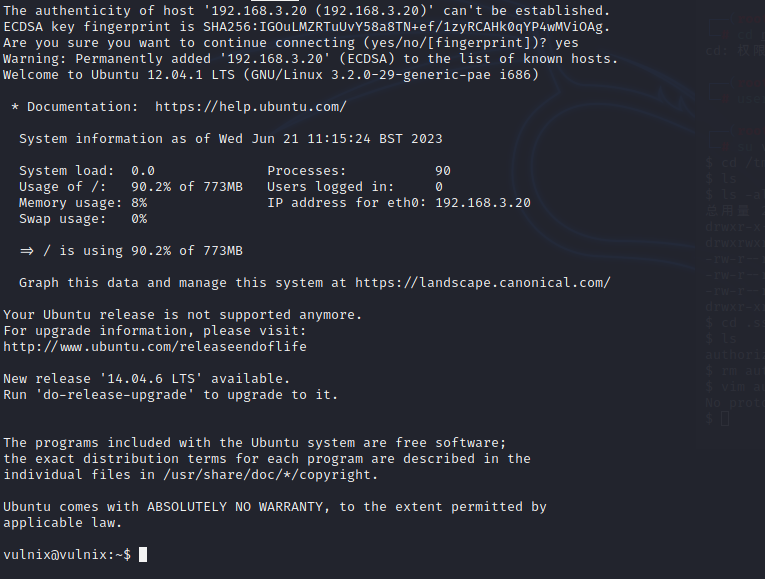 The authenticity of host '192.168.3.20 (192.168.3.20)' can't be established.
ECDSA key fingerprint is SHA256:IGOuLMZRTuUvY58a8TN+ef/1zyRCAHk0qYP4wMViOAg.
Are you sure you want to continue connecting (yes/no/[fingerprint])? yes
Warning: Permanently added '192.168.3.20' (ECDSA) to the list of known hosts.
Welcome to Ubuntu 12.04.1 LTS (GNU/Linux 3.2.0-29-generic-pae i686)
* Documentation:  https://help.ubuntu.com/
System information as of Wed Jun 21 11:15:24 BST 2023
System load:  0.0               Processes:           90
Usage of /:   90.2% of 773MB   Users logged in:     0
Memory usage: 8%                IP address for eth0: 192.168.3.20
Swap usage:   0%
=> / is using 90.2% of 773MB
Graph this data and manage this system at https://landscape.canonical.com/
Your Ubuntu release is not supported anymore.
For upgrade information, please visit:
http://www.ubuntu.com/releaseendoflife
New release '14.04.6 LTS' available.
Run 'do-release-upgrade' to upgrade to it.
The programs included with the Ubuntu system are free software;
the exact distribution terms for each program are described in the
individual files in /usr/share/doc/*/copyright.
Ubuntu comes with ABSOLUTELY NO WARRANTY, to the extent permitted by
applicable law.
vulnix@vulnix:~$